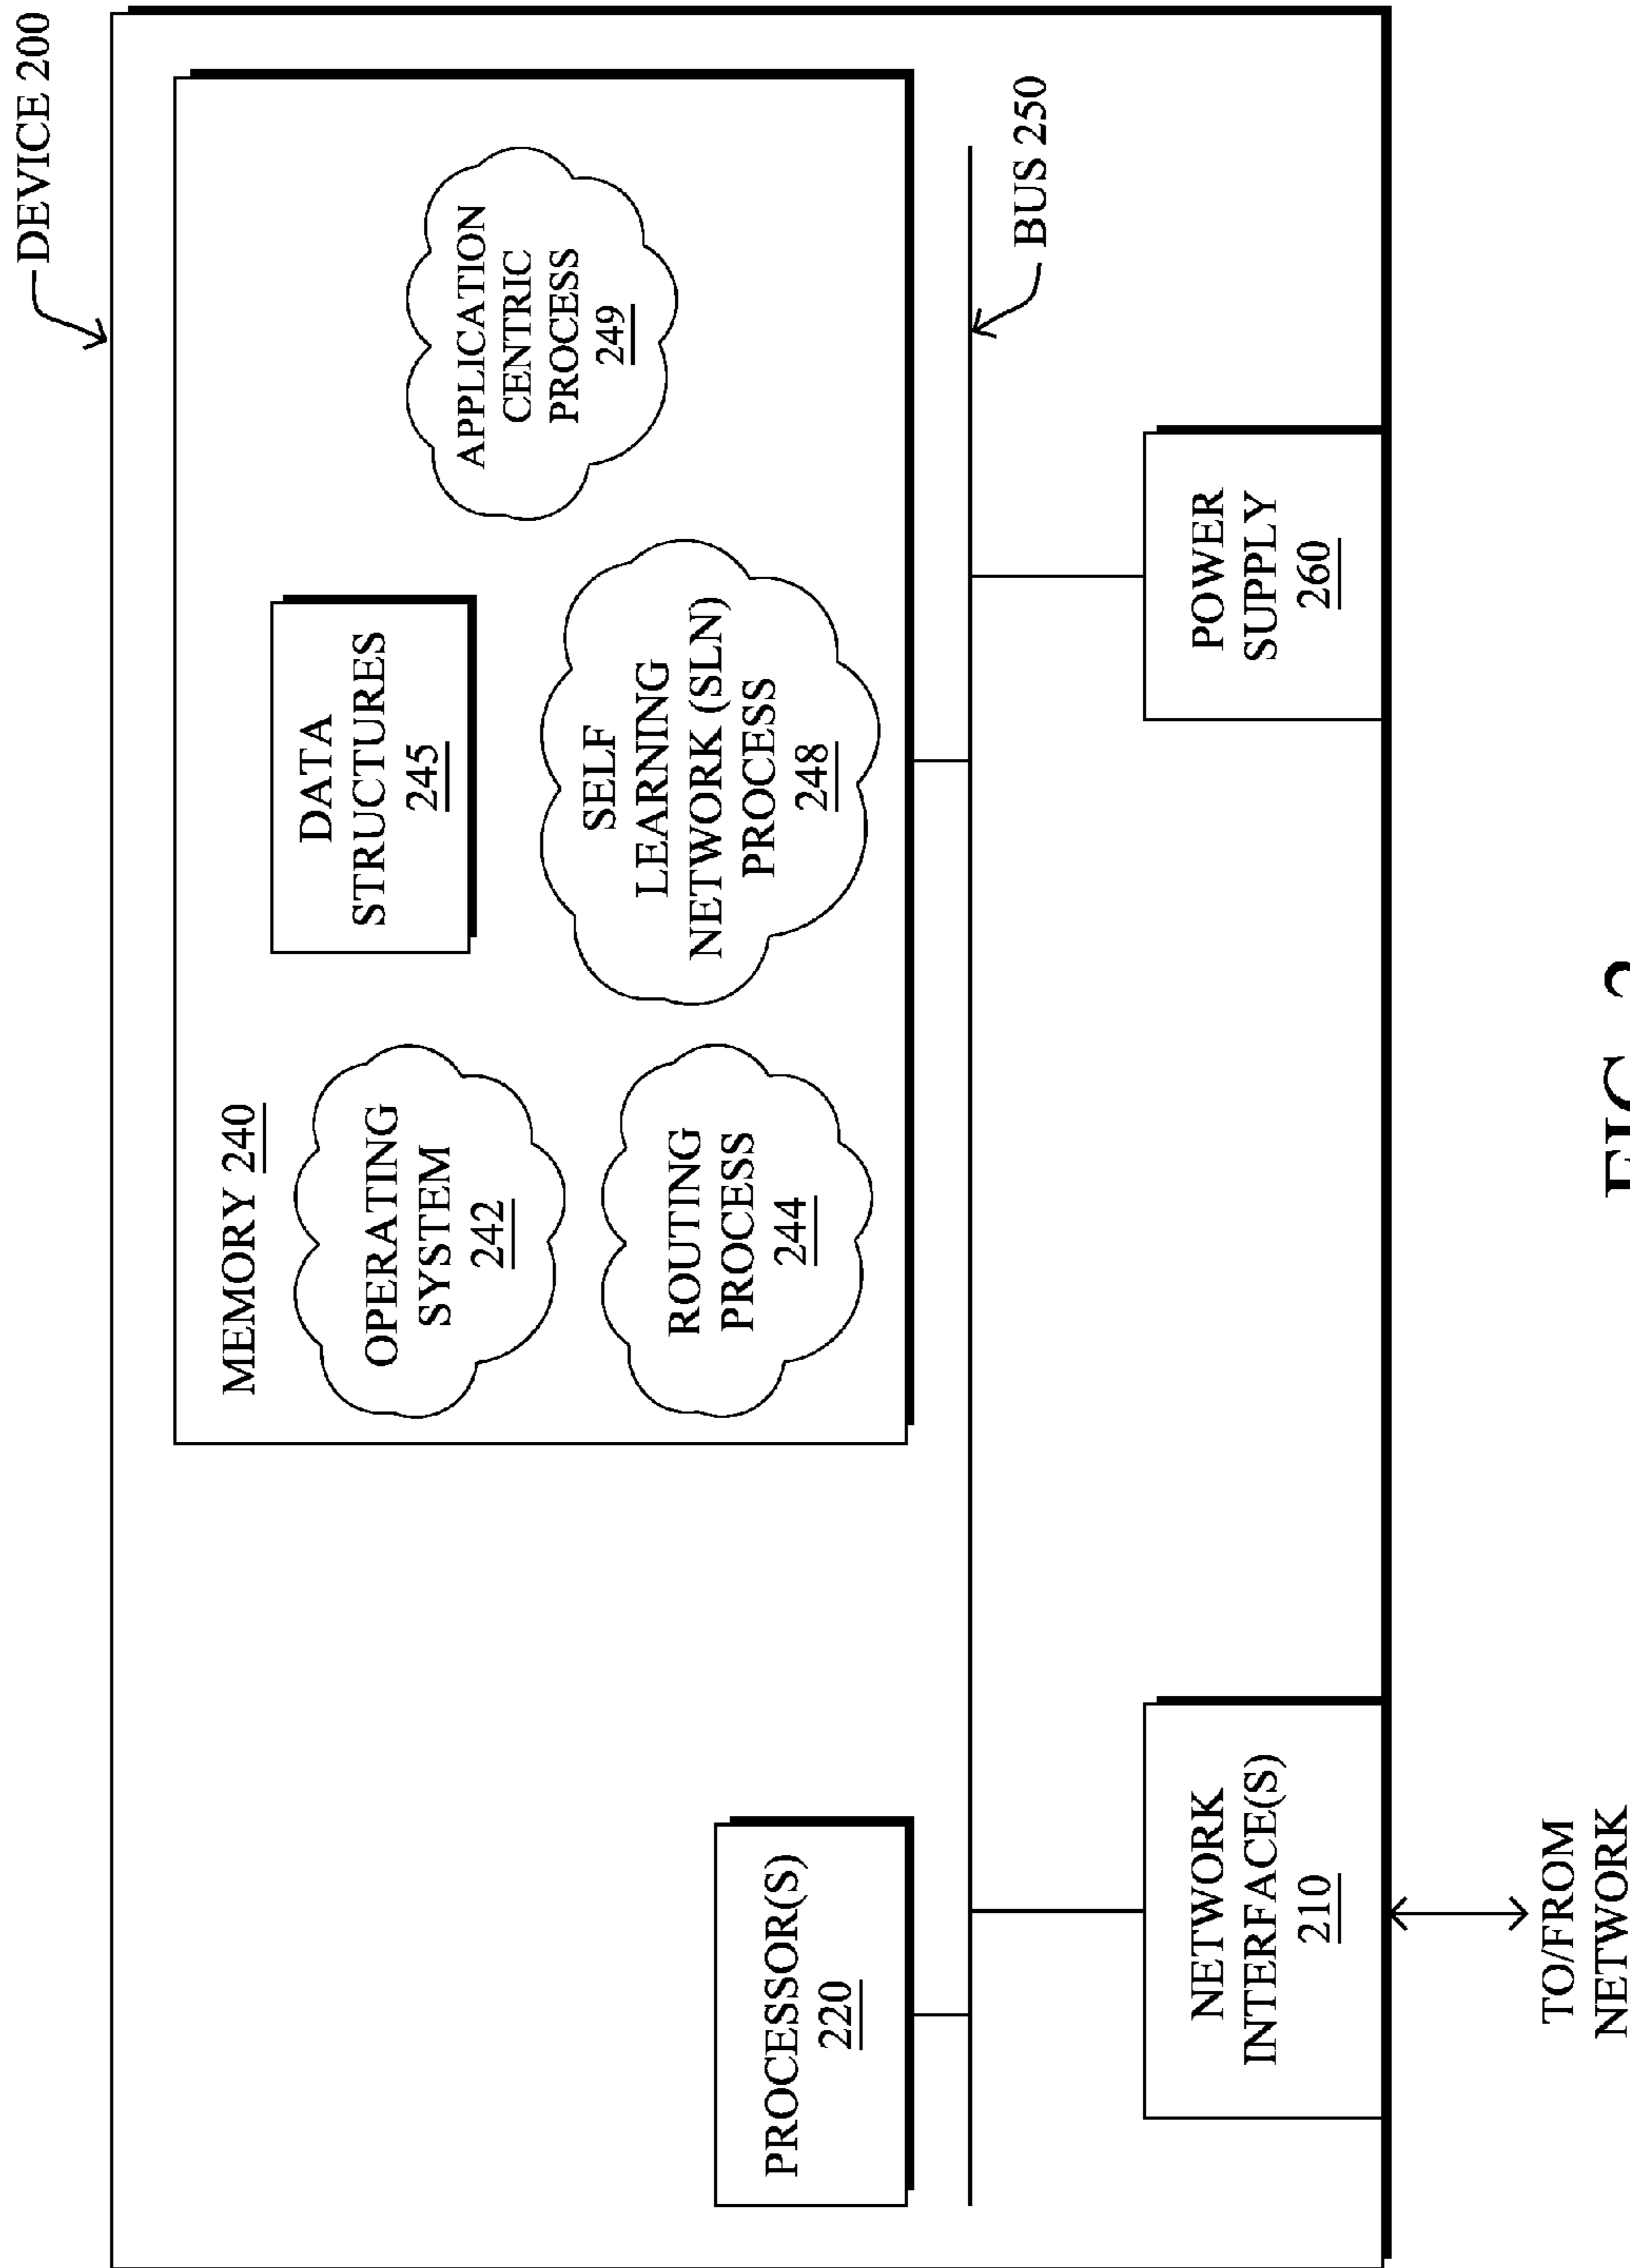 DEVICE 200
MEMORY 240
OPERATING
SYSTEM
242
DATA
STRUCTURES
245
APPLICATION
CENTRIC
PROCESS
249
ROUTING
PROCESS
244
SELF
LEARNING
NETWORK (SLN)
PROCESS
248
PROCESSOR(S)
220
BUS 250
NETWORK
INTERFACE(S)
210
POWER
SUPPLY
260
TO/FROM
NETWORK
FIG